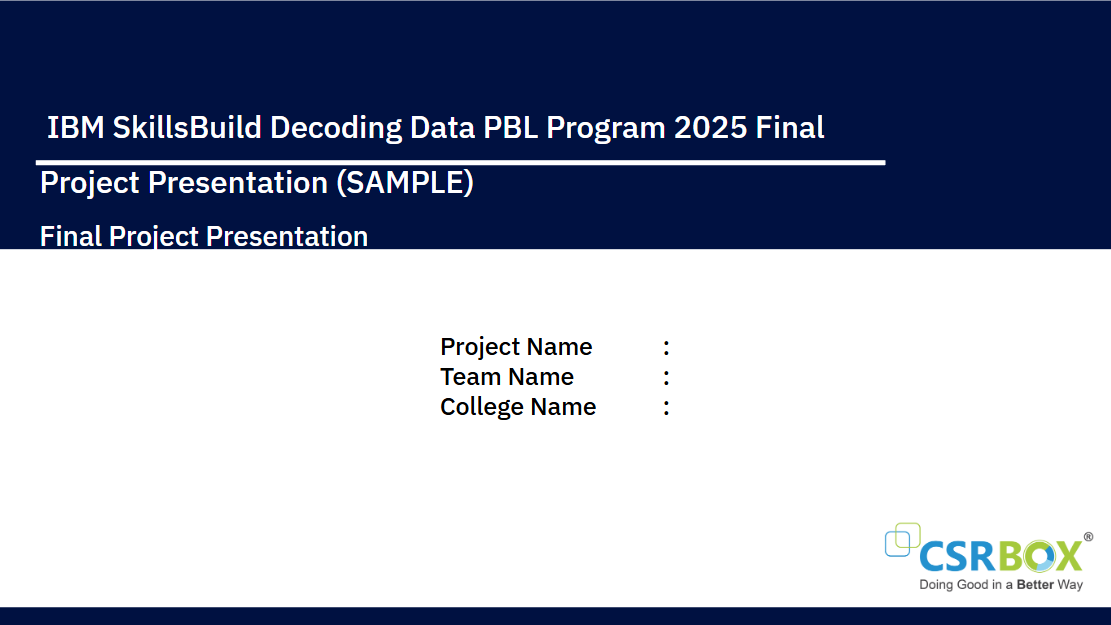 IBM SkillsBuild Decoding Data PBL Program 2025 Final
Project Presentation (SAMPLE)
Final Project Presentation
Project Name :
Team Name :
College Name :
CSRBOX®
Doing Good in a Better Way